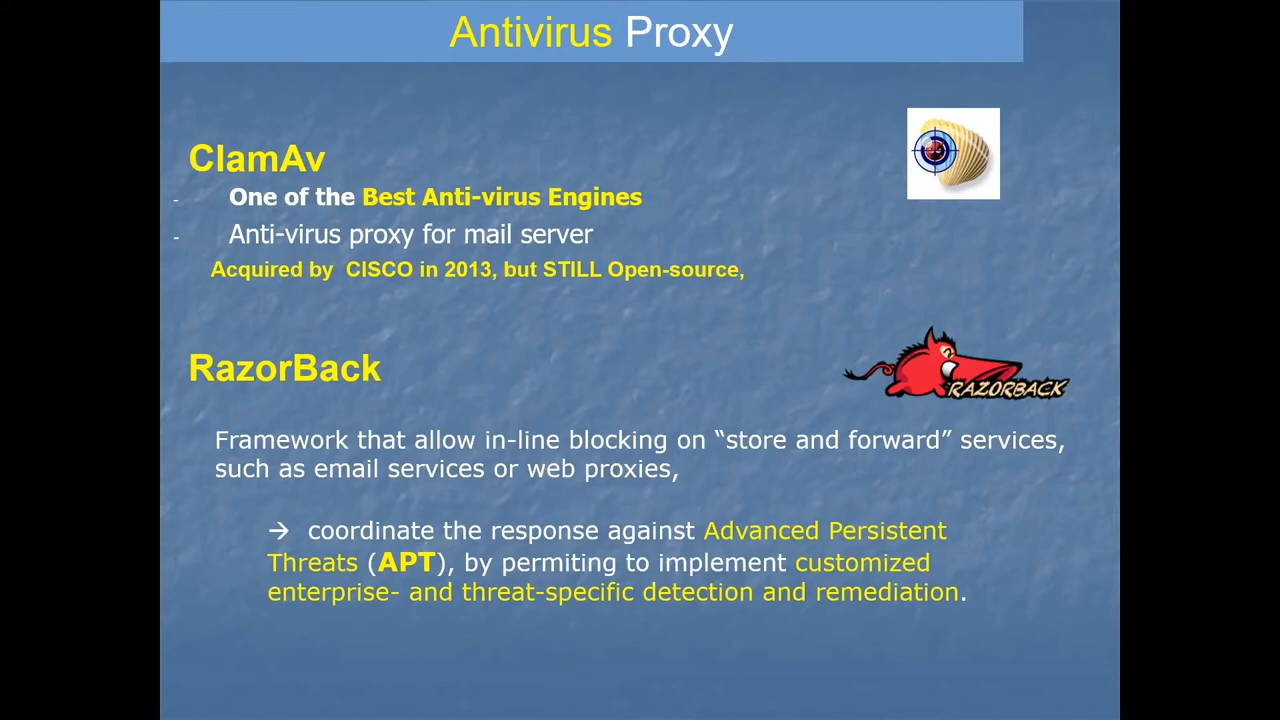 Antivirus Proxy
ClamAv
- One of the Best Anti-virus Engines
- Anti-virus proxy for mail server
Acquired by CISCO in 2013, but STILL Open-source,
RazorBack
RAZORBACK
Framework that allow in-line blocking on “store and forward” services,
such as email services or web proxies,
→ coordinate the response against Advanced Persistent
Threats (APT), by permiting to implement customized
enterprise- and threat-specific detection and remediation.